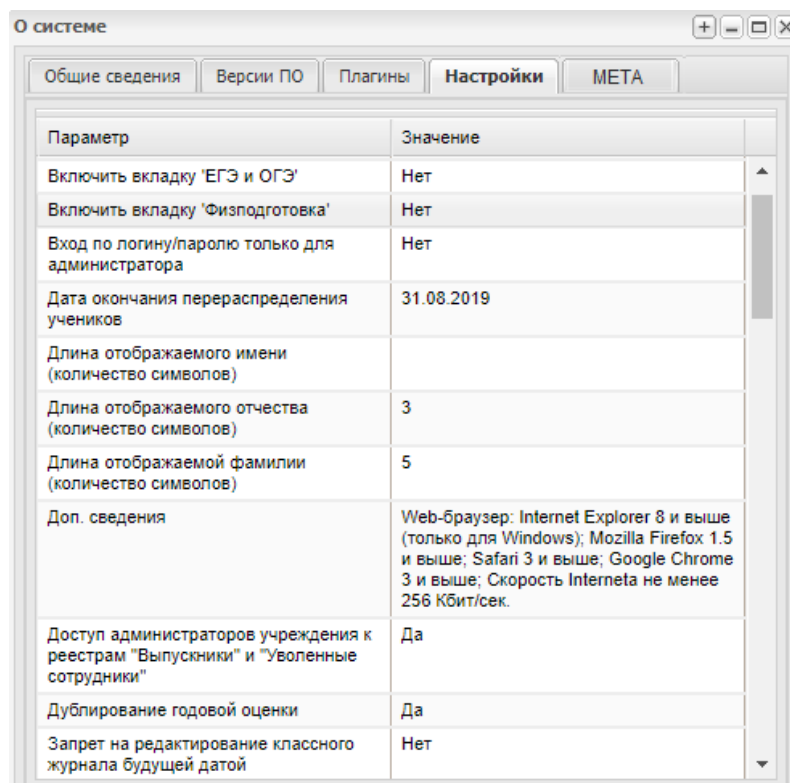 О системе
Общие сведения Версии ПО Плагины Настройки МЕТА
Параметр Значение
Включить вкладку 'ЕГЭ и ОГЭ' Нет
Включить вкладку 'Физподготовка' Нет
Вход по логину/паролю только для Нет
администратора
Дата окончания перераспределения 31.08.2019
учеников
Длина отображаемого имени
(количество символов)
Длина отображаемого отчества 3
(количество символов)
Длина отображаемой фамилии 5
(количество символов)
Доп. сведения Web-браузер: Internet Explorer 8 и выше
(только для Windows); Mozilla Firefox 1.5
и выше; Safari 3 и выше; Google Chrome
3 и выше; Скорость Interneta не менее
256 Кбит/сек.
Доступ администраторов учреждения к Да
реестрам "Выпускники" и "Уволенные
сотрудники"
Дублирование годовой оценки Да
Запрет на редактирование классного Нет
журнала будущей датой